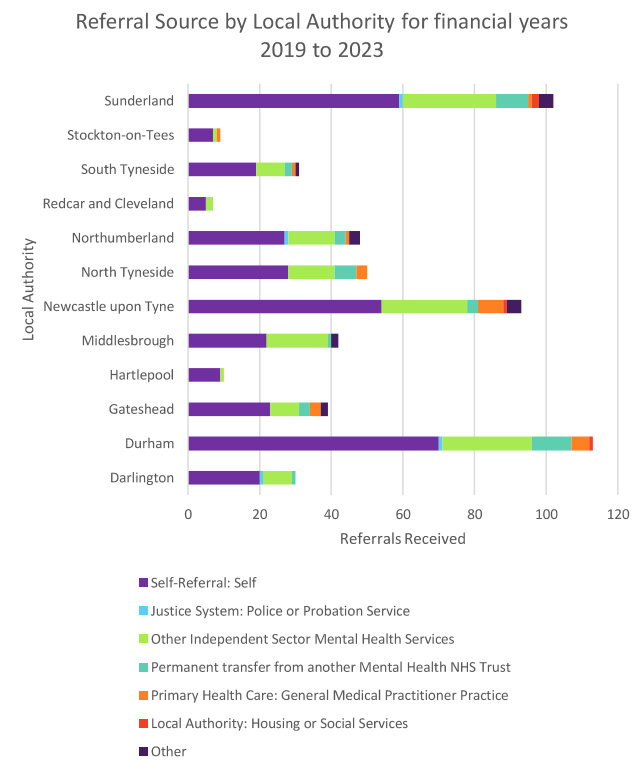 Referral Source by Local Authority for financial years
2019 to 2023
Local Authority
Sunderland
Stockton-on-Tees
South Tyneside
Redcar and Cleveland
Northumberland
North Tyneside
Newcastle upon Tyne
Middlesbrough
Hartlepool
Gateshead
Durham
Darlington
0 20 40 60 80 100 120
Referrals Received
Self-Referral: Self
Justice System: Police or Probation Service
Other Independent Sector Mental Health Services
Permanent transfer from another Mental Health NHS Trust
Primary Health Care: General Medical Practitioner Practice
Local Authority: Housing or Social Services
Other